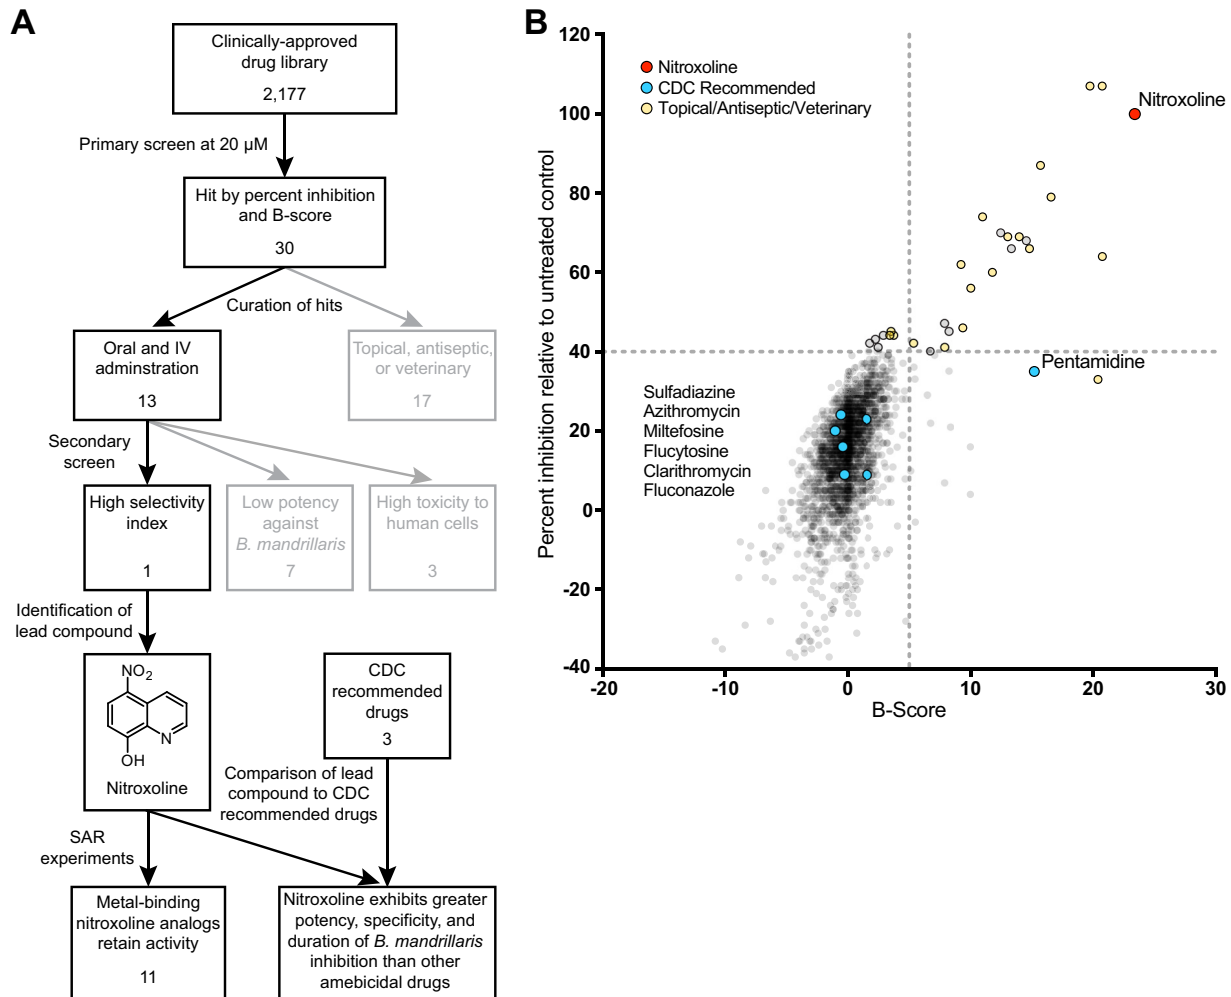 A
Clinically-approved
drug library
2,177
Primary screen at 20 µM
Hit by percent inhibition
and B-score
30
Curation of hits
Oral and IV
adminstration
13
Topical, antiseptic,
or veterinary
17
Secondary
screen
High selectivity
index
1
Low potency
against
B. mandrillaris
7
High toxicity to
human cells
3
Identification of
lead compound
NO2
N
OH
Nitroxoline
CDC
recommended
drugs
3
Comparison of lead
compound to CDC
recommended drugs
SAR
experiments
Metal-binding
nitroxoline analogs
retain activity
11
Nitroxoline exhibits greater
potency, specificity, and
duration of B. mandrillaris
inhibition than other
amebicidal drugs
B
Percent inhibition relative to untreated control
120
100
80
60
40
20
0
-20
-40
Nitroxoline
CDC Recommended
Topical/Antiseptic/Veterinary
Nitroxoline
Pentamidine
Sulfadiazine
Azithromycin
Miltefosine
Flucytosine
Clarithromycin
Fluconazole
-20
-10
0
10
20
30
B-Score